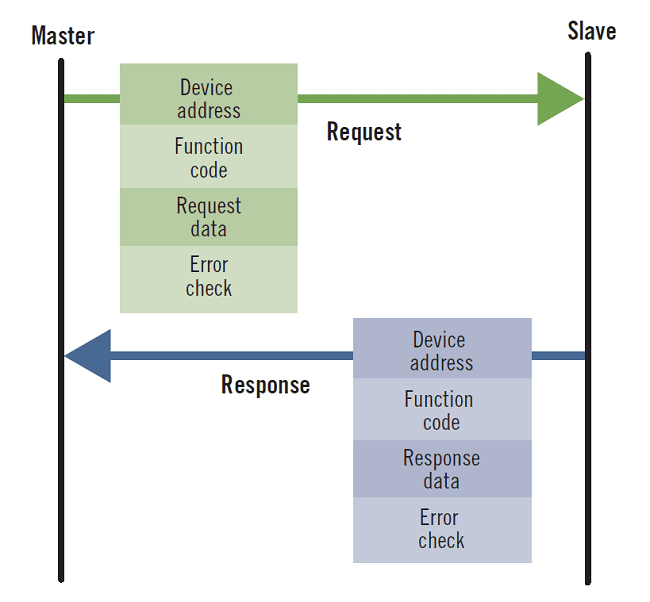 Master
Slave
Device
address
Request
Function
code
Request
data
Error
check
Device
address
Response
Function
code
Response
data
Error
check